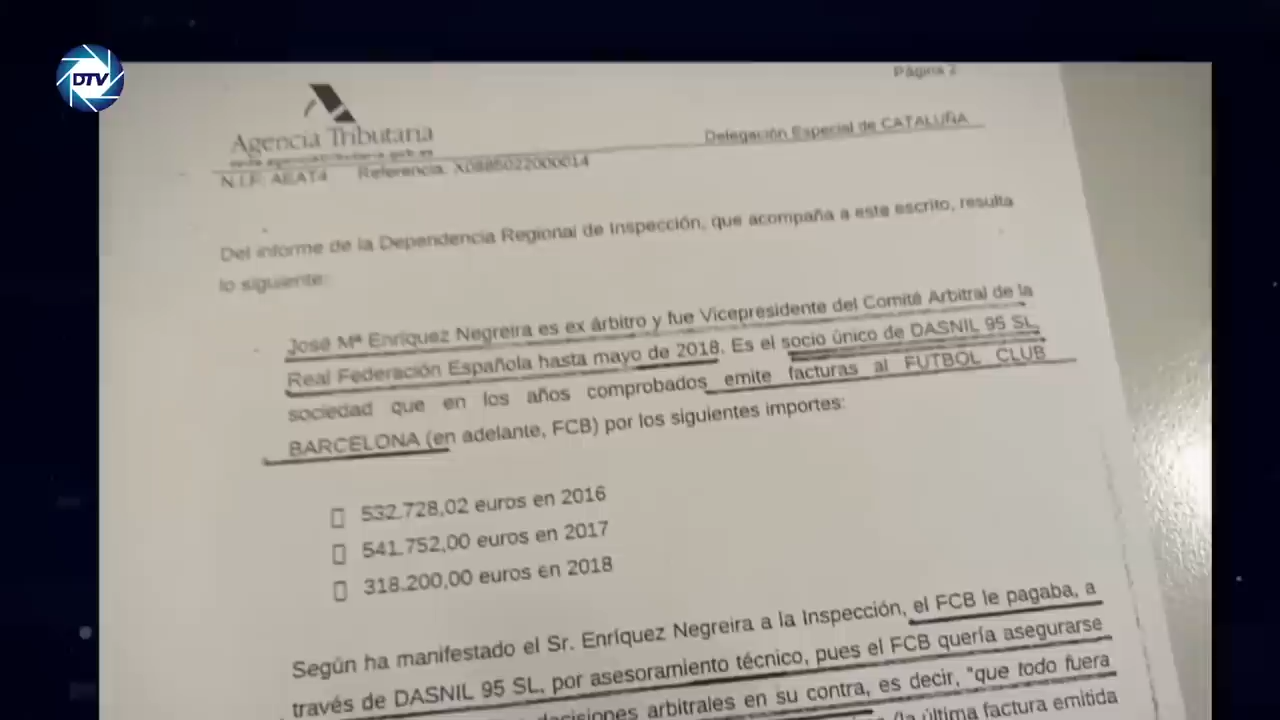 DTV
Página 2
Agencia Tributaria
Delegación Especial de CATALUÑA
N.I.F. AEAT4 Referencia: X0885022000014
Del informe de la Dependencia Regional de Inspección, que acompaña a este escrito, resulta
lo siguiente:
José Mª Enríquez Negreira es ex árbitro y fue Vicepresidente del Comité Arbitral de la
Real Federación Española hasta mayo de 2018. Es el socio único de DASNIL 95 SL,
sociedad que en los años comprobados emite facturas al FUTBOL CLUB
BARCELONA (en adelante, FCB) por los siguientes importes:
532.728,02 euros en 2016
541.752,00 euros en 2017
318.200,00 euros en 2018
Según ha manifestado el Sr. Enríquez Negreira a la Inspección, el FCB le pagaba, a
través de DASNIL 95 SL, por asesoramiento técnico, pues el FCB quería asegurarse
decisiones arbitrales en su contra, es decir, "que todo fuera
(la última factura emitida